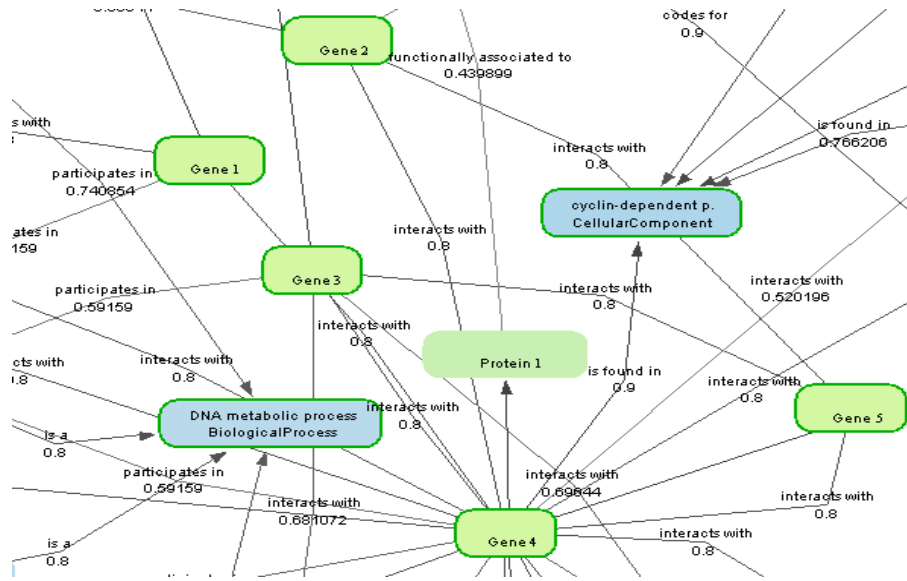 codes for
0.9
Gene 2
functionally associated to
0.439899
s with
is found in
0.766206
Gene 1
interacts with
0.8
participates in
0.740854
cyclin-dependent p.
CellularComponent
ates in
159
interacts with
0.8
Gene 3
interacts with
0.520196
participates in
0.59159
interacts with
0.8
interacts with
0.8
Protein 1
interacts with
0.8
racts with
0.8
is found in
0.9
interacts with
0.8
DNA metabolic process
BiologicalProcess
interacts with
0.8
Gene 5
is a
0.8
participates in
0.59159
interacts with
0.69644
interacts with
0.681072
interacts with
0.8
Gene 4
interacts with
0.8
is a
0.8